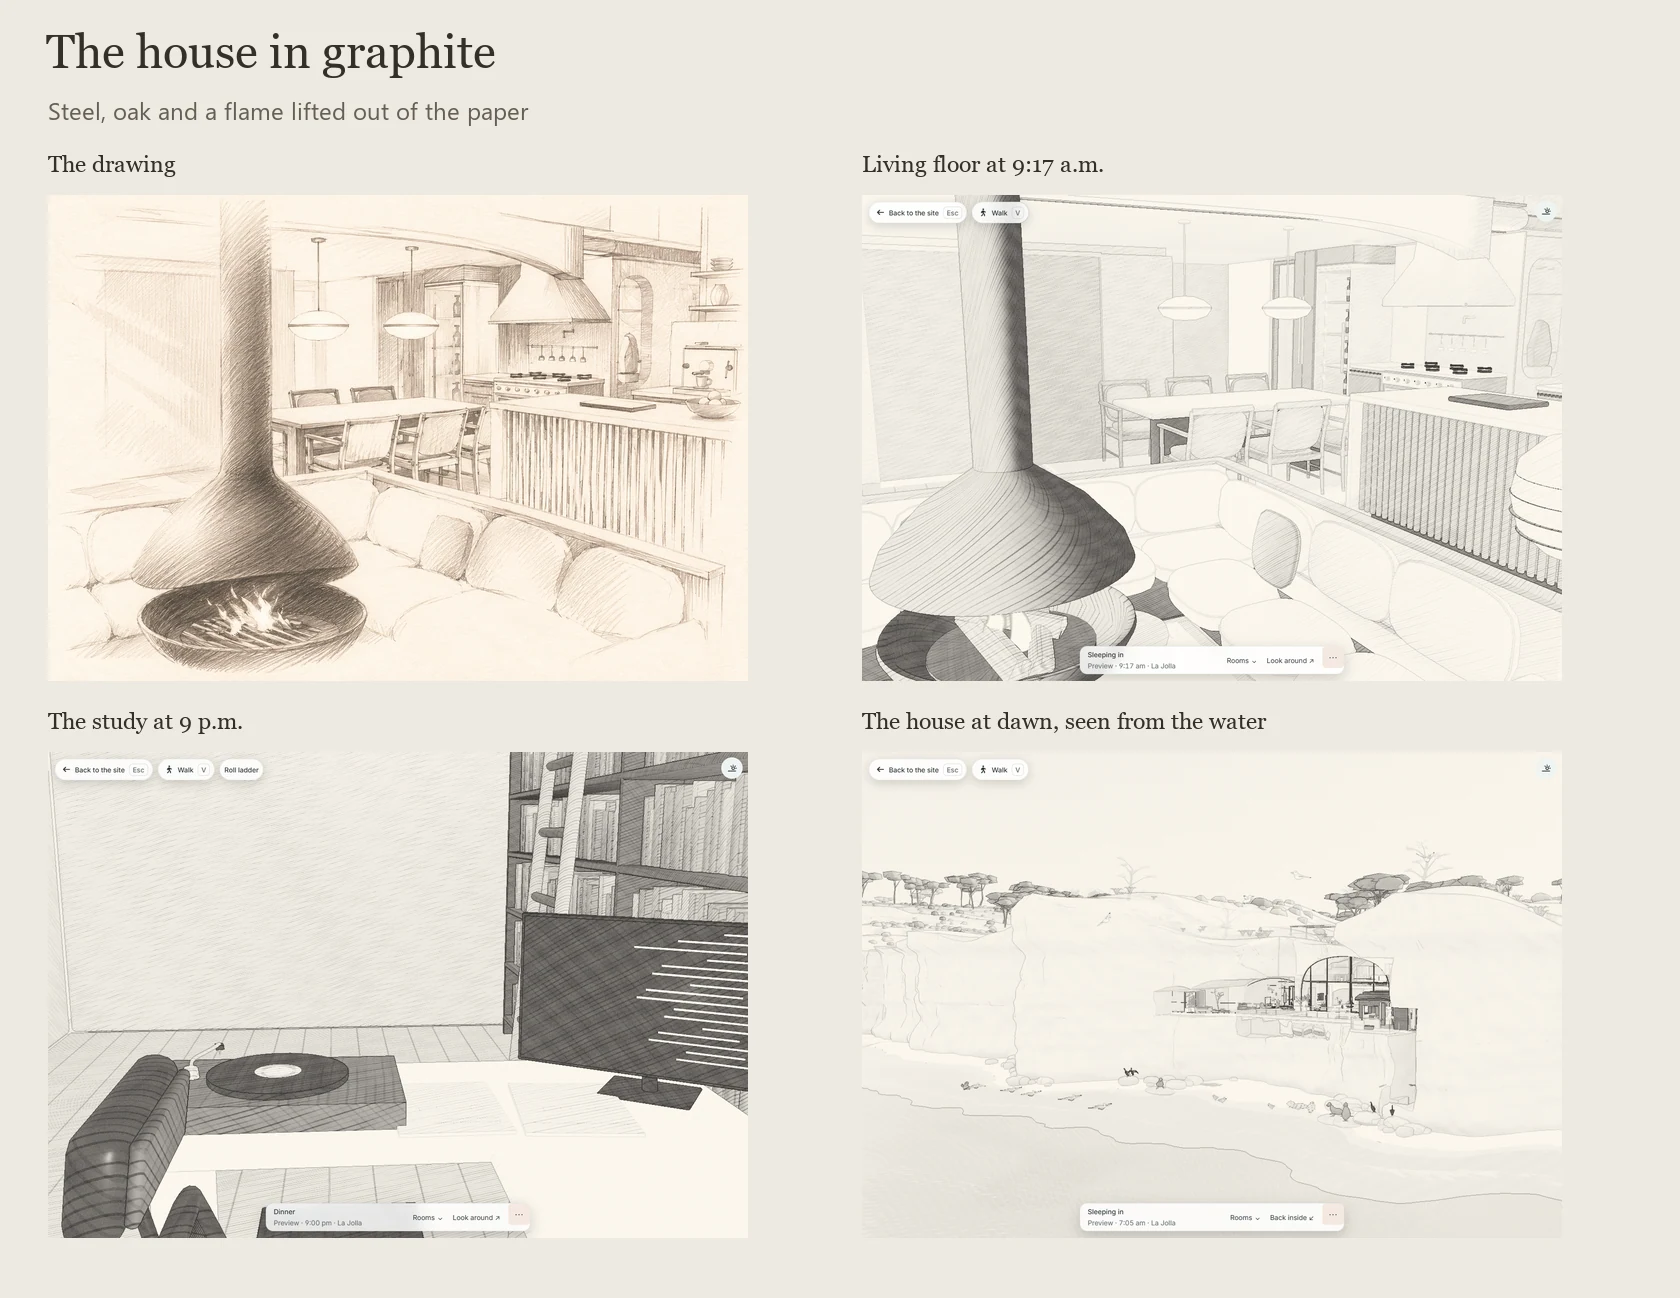 The house in graphite
Steel, oak and a flame lifted out of the paper
The drawing
Living floor at 9:17 a.m.
← Back to the site Esc
Walk V
Sleeping in
Preview · 9:17 am · La Jolla
Rooms
Look around ↗
The study at 9 p.m.
← Back to the site Esc
Walk V
Roll ladder
Dinner
Preview · 9:00 pm · La Jolla
Rooms
Look around ↗
The house at dawn, seen from the water
← Back to the site Esc
Walk V
Sleeping in
Preview · 7:05 am · La Jolla
Rooms
Back inside ↙